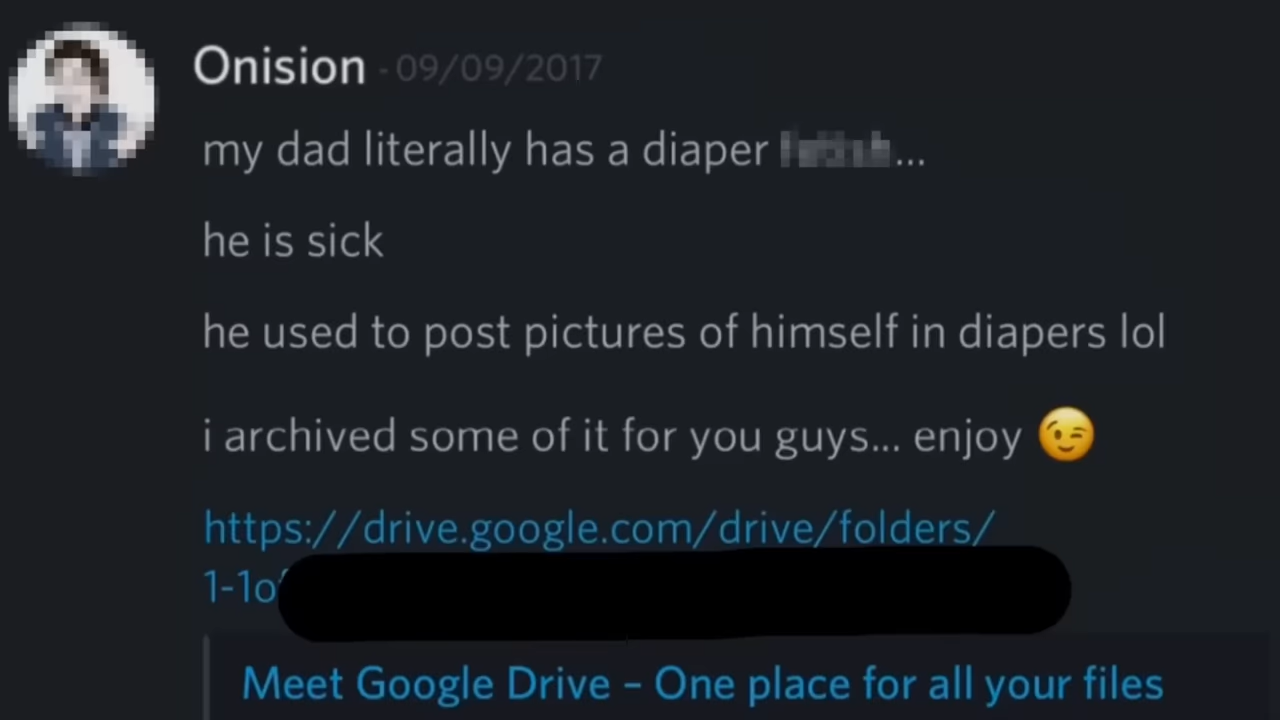 Onision - 09/09/2017
my dad literally has a diaper ...
he is sick
he used to post pictures of himself in diapers lol
i archived some of it for you guys... enjoy 😉
https://drive.google.com/drive/folders/
1-1o
Meet Google Drive – One place for all your files